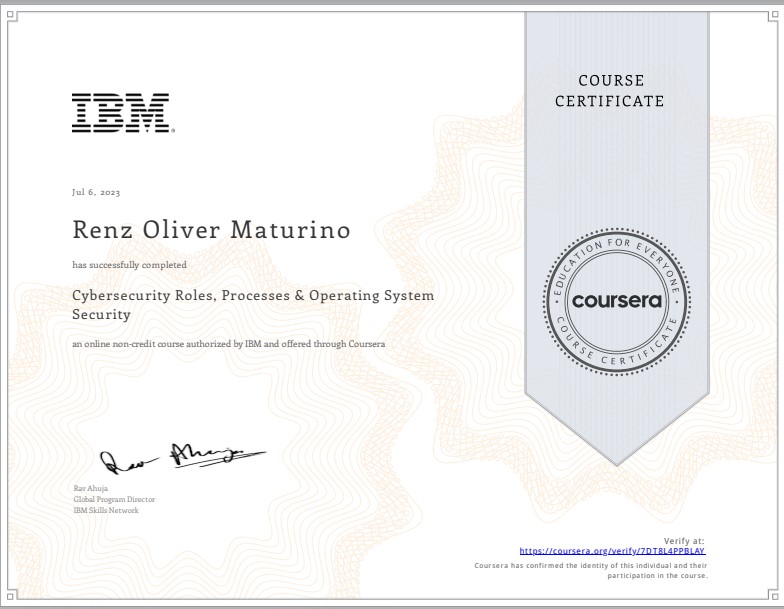 COURSE
CERTIFICATE
IBM®
Jul 6, 2023
Renz Oliver Maturino
has successfully completed
Cybersecurity Roles, Processes & Operating System
Security
an online non-credit course authorized by IBM and offered through Coursera
EDUCATION FOR EVERYONE
coursera
COURSE CERTIFICATE
Rav Ahuja
Rav Ahuja
Global Program Director
IBM Skills Network
Verify at:
https://coursera.org/verify/7DT8L4PPBLAY
Coursera has confirmed the identity of this individual and their
participation in the course.